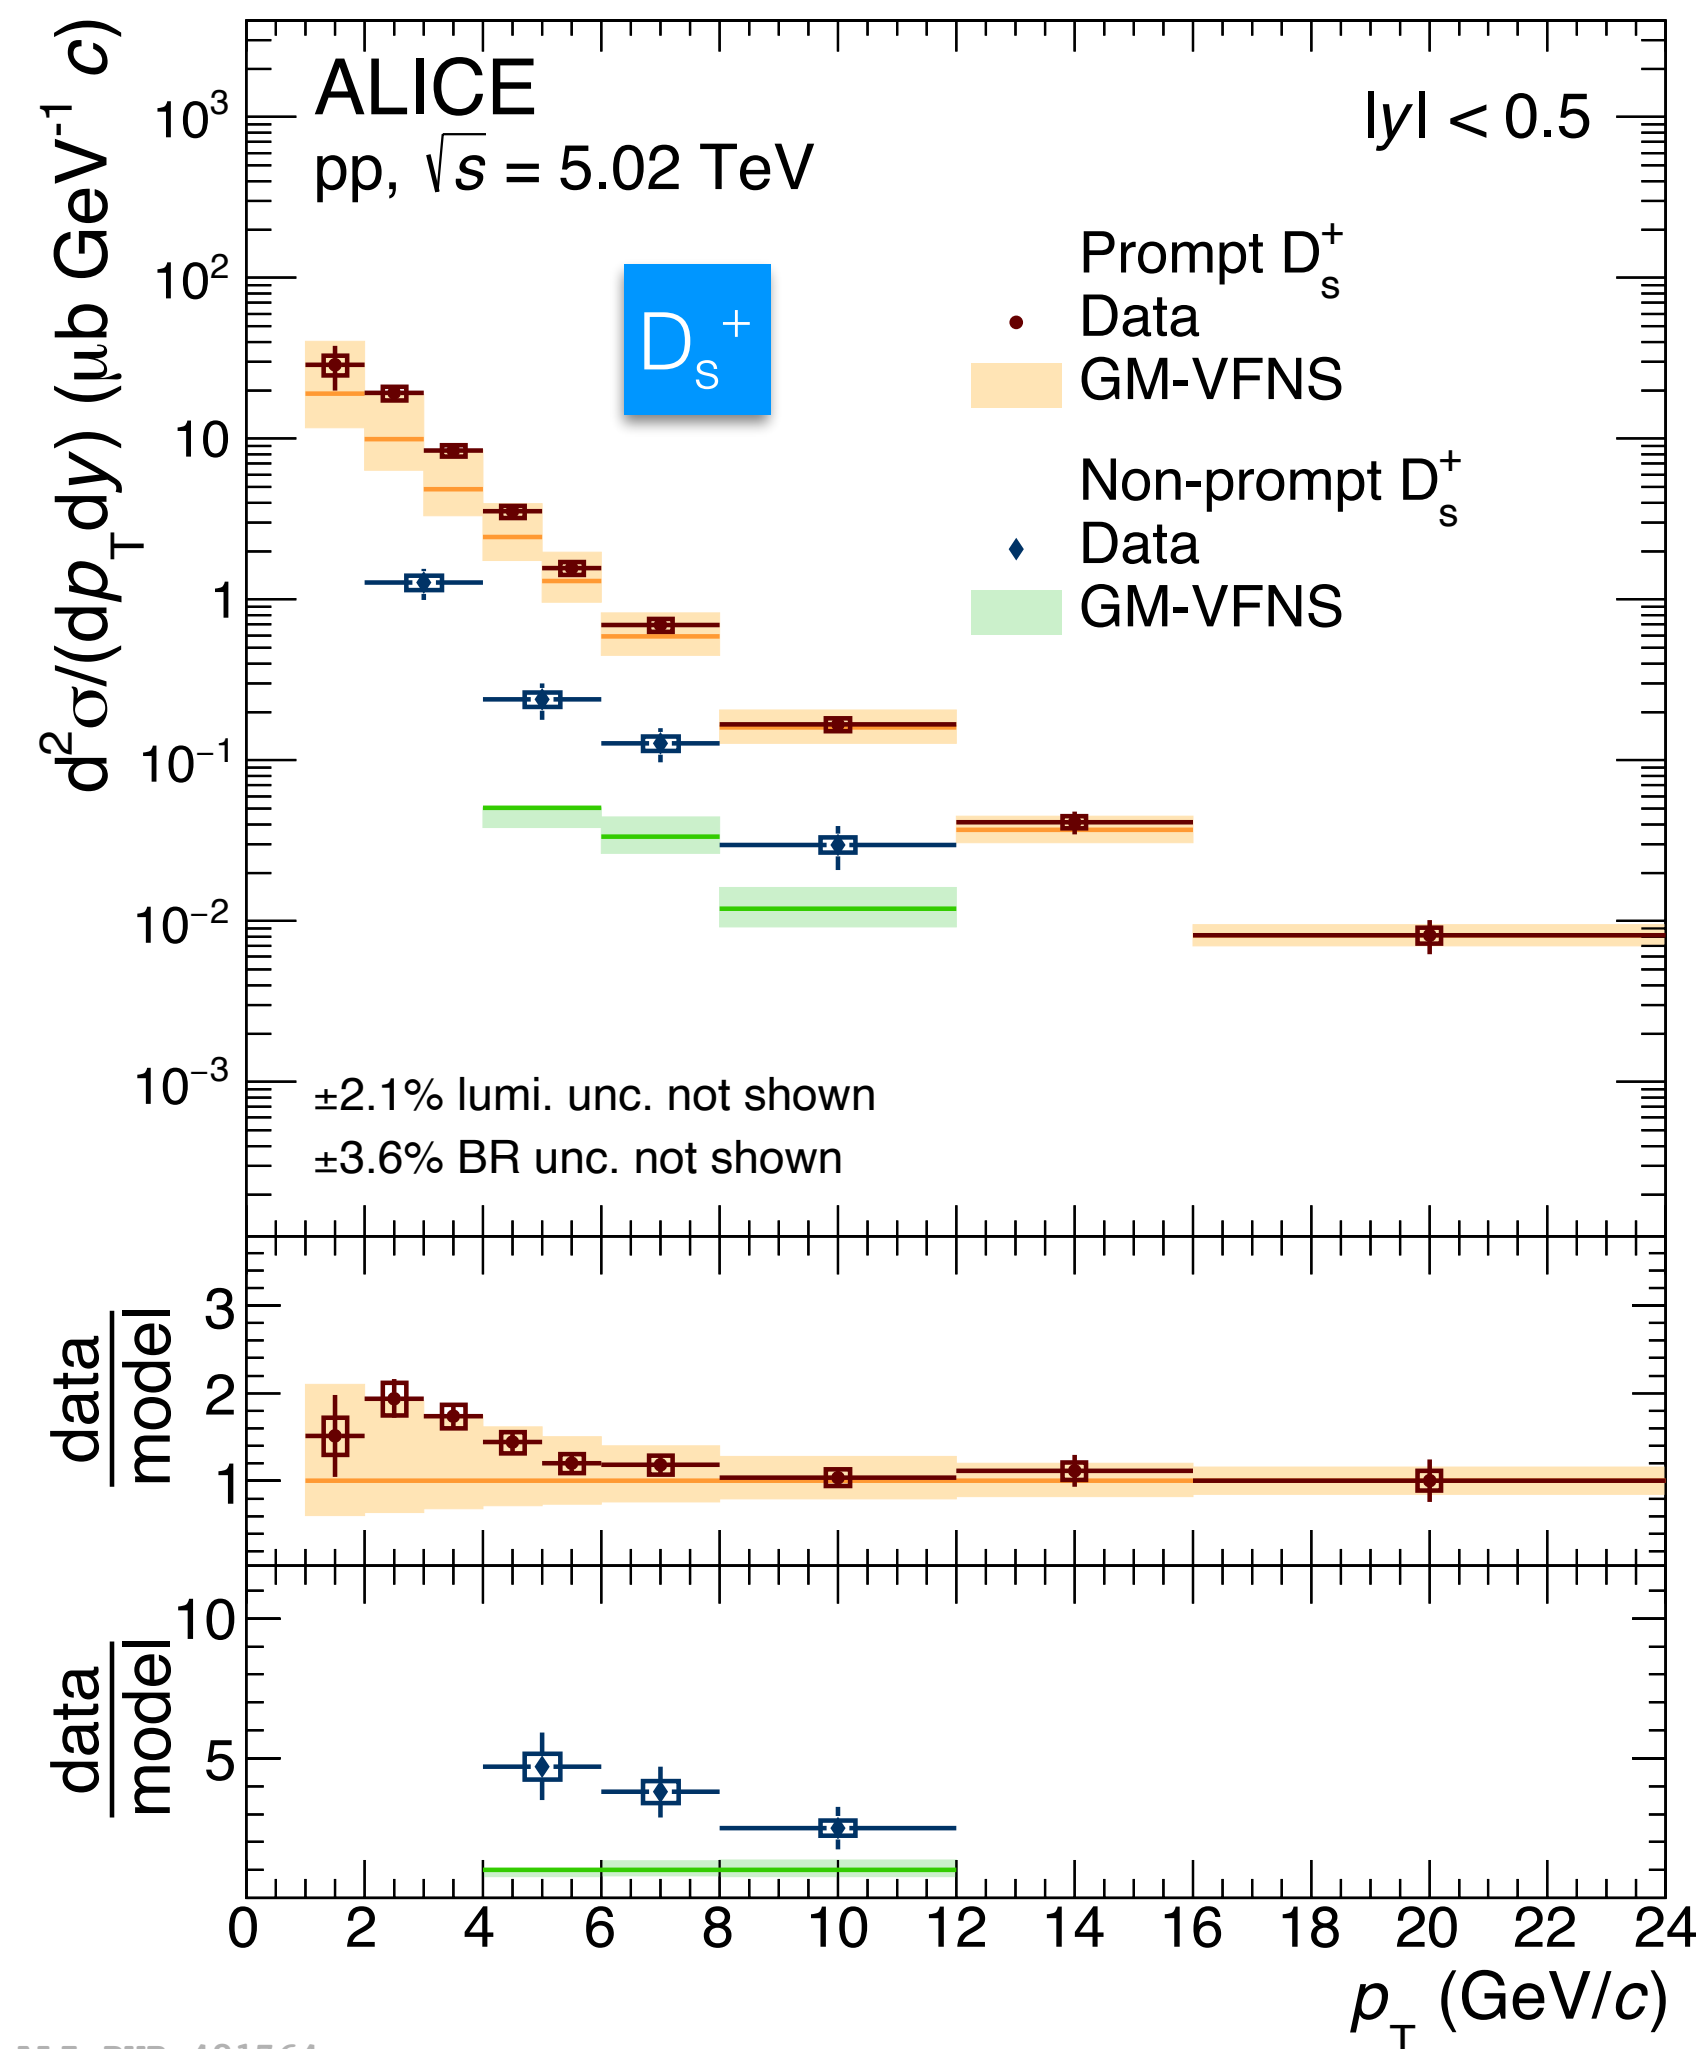 ALICE
|y| < 0.5
pp, √s = 5.02 TeV
Prompt D_s^+
Data
GM-VFNS
D_s^+
Non-prompt D_s^+
Data
GM-VFNS
d²σ/(dp_T dy) (μb GeV⁻¹ c)
10³
10²
10
1
10⁻¹
10⁻²
10⁻³
±2.1% lumi. unc. not shown
±3.6% BR unc. not shown
data
model
3
2
1
data
model
10
5
0 2 4 6 8 10 12 14 16 18 20 22 24
p_T (GeV/c)